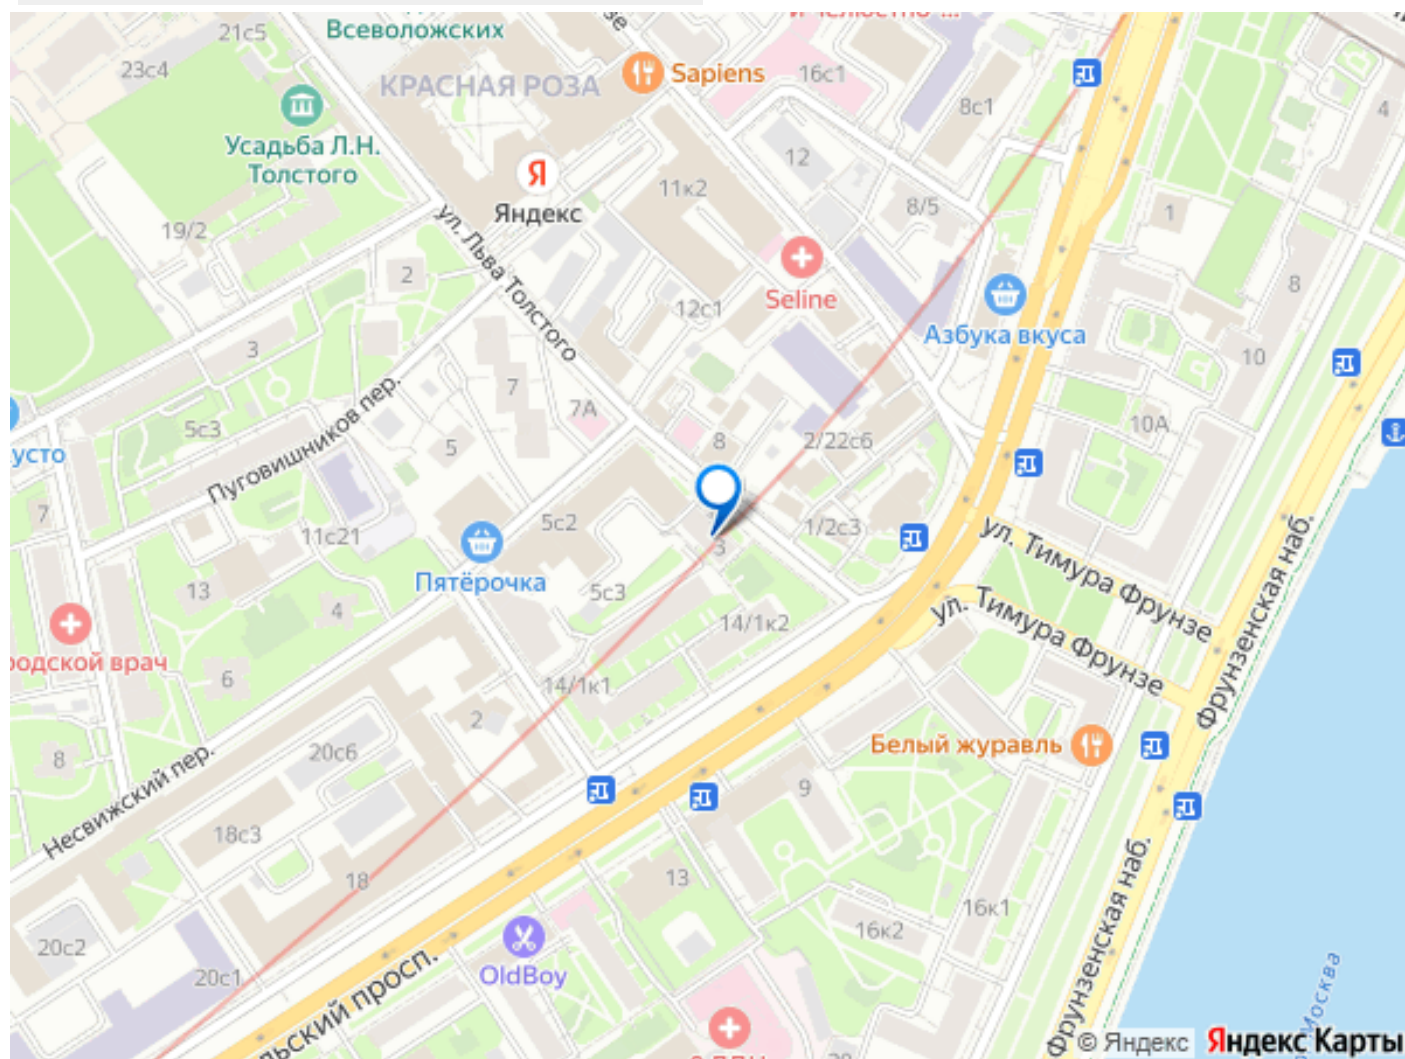 21с5
Всеволожских
23с4
КРАСНАЯ РОЗА
Sapiens
16с1
8с1
4
Усадьба Л.Н.
Толстого
Я
Яндекс
12
11к2
8/5
1
19/2
ул. Льва Толстого
2
Seline
12с1
8
Азбука вкуса
3
10
7
7А
5с3
Пуговишников пер.
5
8
2/22с6
10А
усто
7
11с21
5с2
1/2с3
3
ул. Тимура Фрунзе
Фрунзенская наб.
Пятёрочка
13
4
5с3
14/1к2
ул. Тимура Фрунзе
родской врач
6
14/1к1
2
8
Несвижский пер.
20с6
Белый журавль
9
18с3
18
13
16к1
16к2
20с2
20с1
OldBoy
льский просп.
Фрунзенская наб.
Москва
© Яндекс
Яндекс Карты